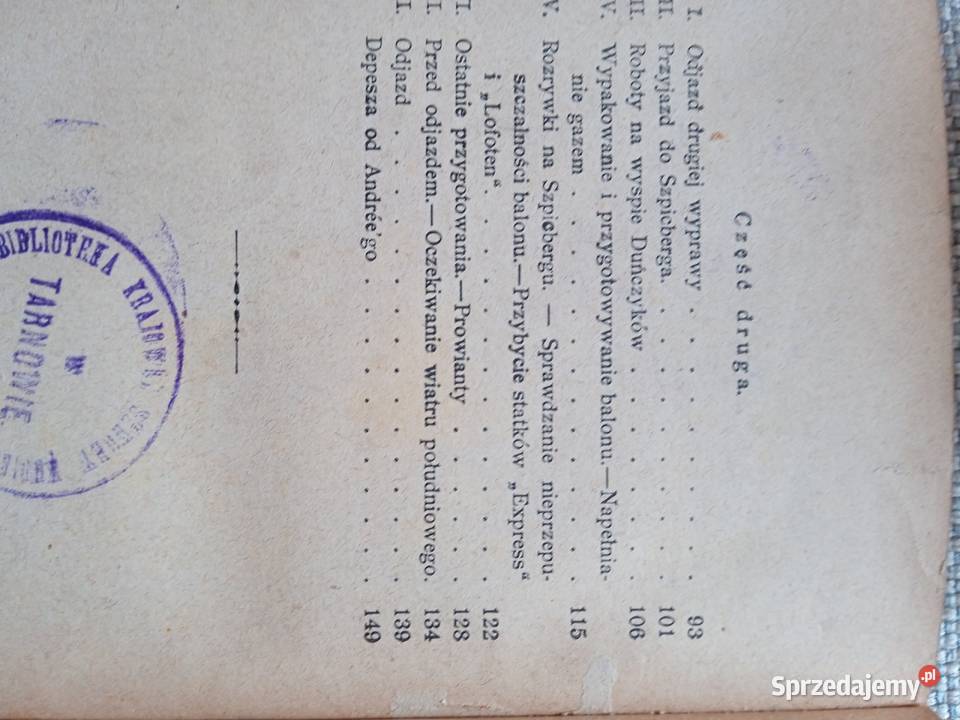 Część druga.
I. Odjazd drugiej wyprawy . . . . . . . . 93
II. Przyjazd do Szpicberga. . . . . . . . . 101
II. Roboty na wyspie Duńczyków . . . . . . . 106
V. Wypakowanie i przygotowywanie balonu.—Napełnia-
nie gazem . . . . . . . . . . . . 115
V. Rozrywki na Szpicbergu. — Sprawdzanie nieprzepu-
szczalności balonu.—Przybycie statków „Express“
i „Lofoten“. . . . . . . . . . . . 122
I. Ostatnie przygotowania.—Prowianty . . . . . 128
I. Przed odjazdem.—Oczekiwanie wiatru południowego. 134
I. Odjazd . . . . . . . . . . . . . 139
Depesza od Andrée'go . . . . . . . . . . 149
BIBLIOTEKA KRAJOWA
W
TARNOWIE
Sprzedajemy.pl